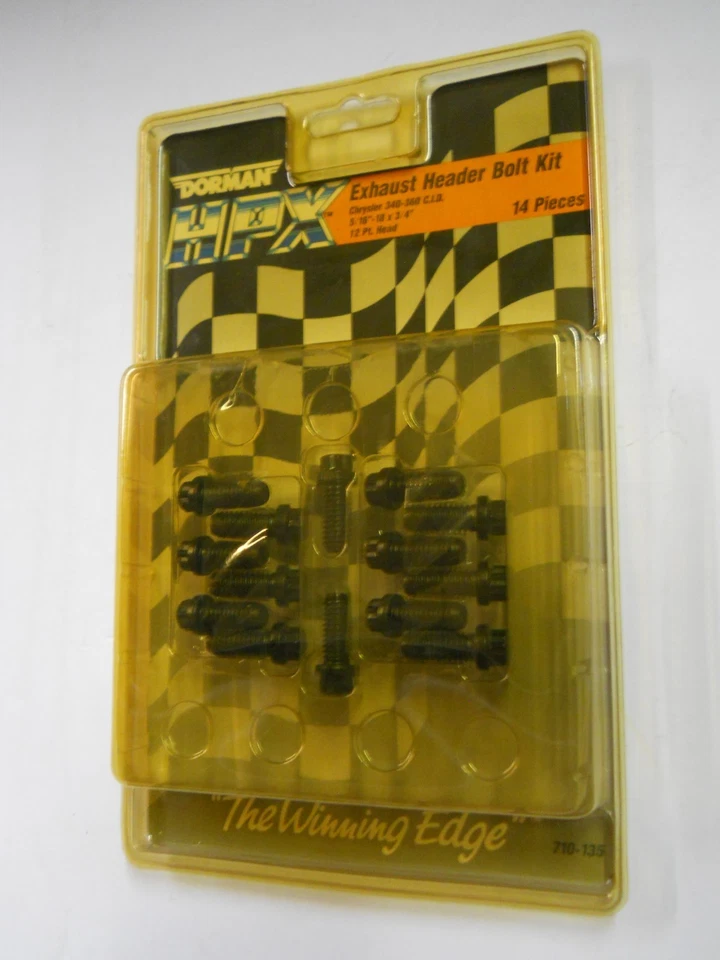 DORMAN
HPX™
Exhaust Header Bolt Kit
Chrysler 340-360 C.I.D.
5/16"-18 x 3/4"
12 Pt. Head
14 Pieces
"The Winning Edge"
710-135